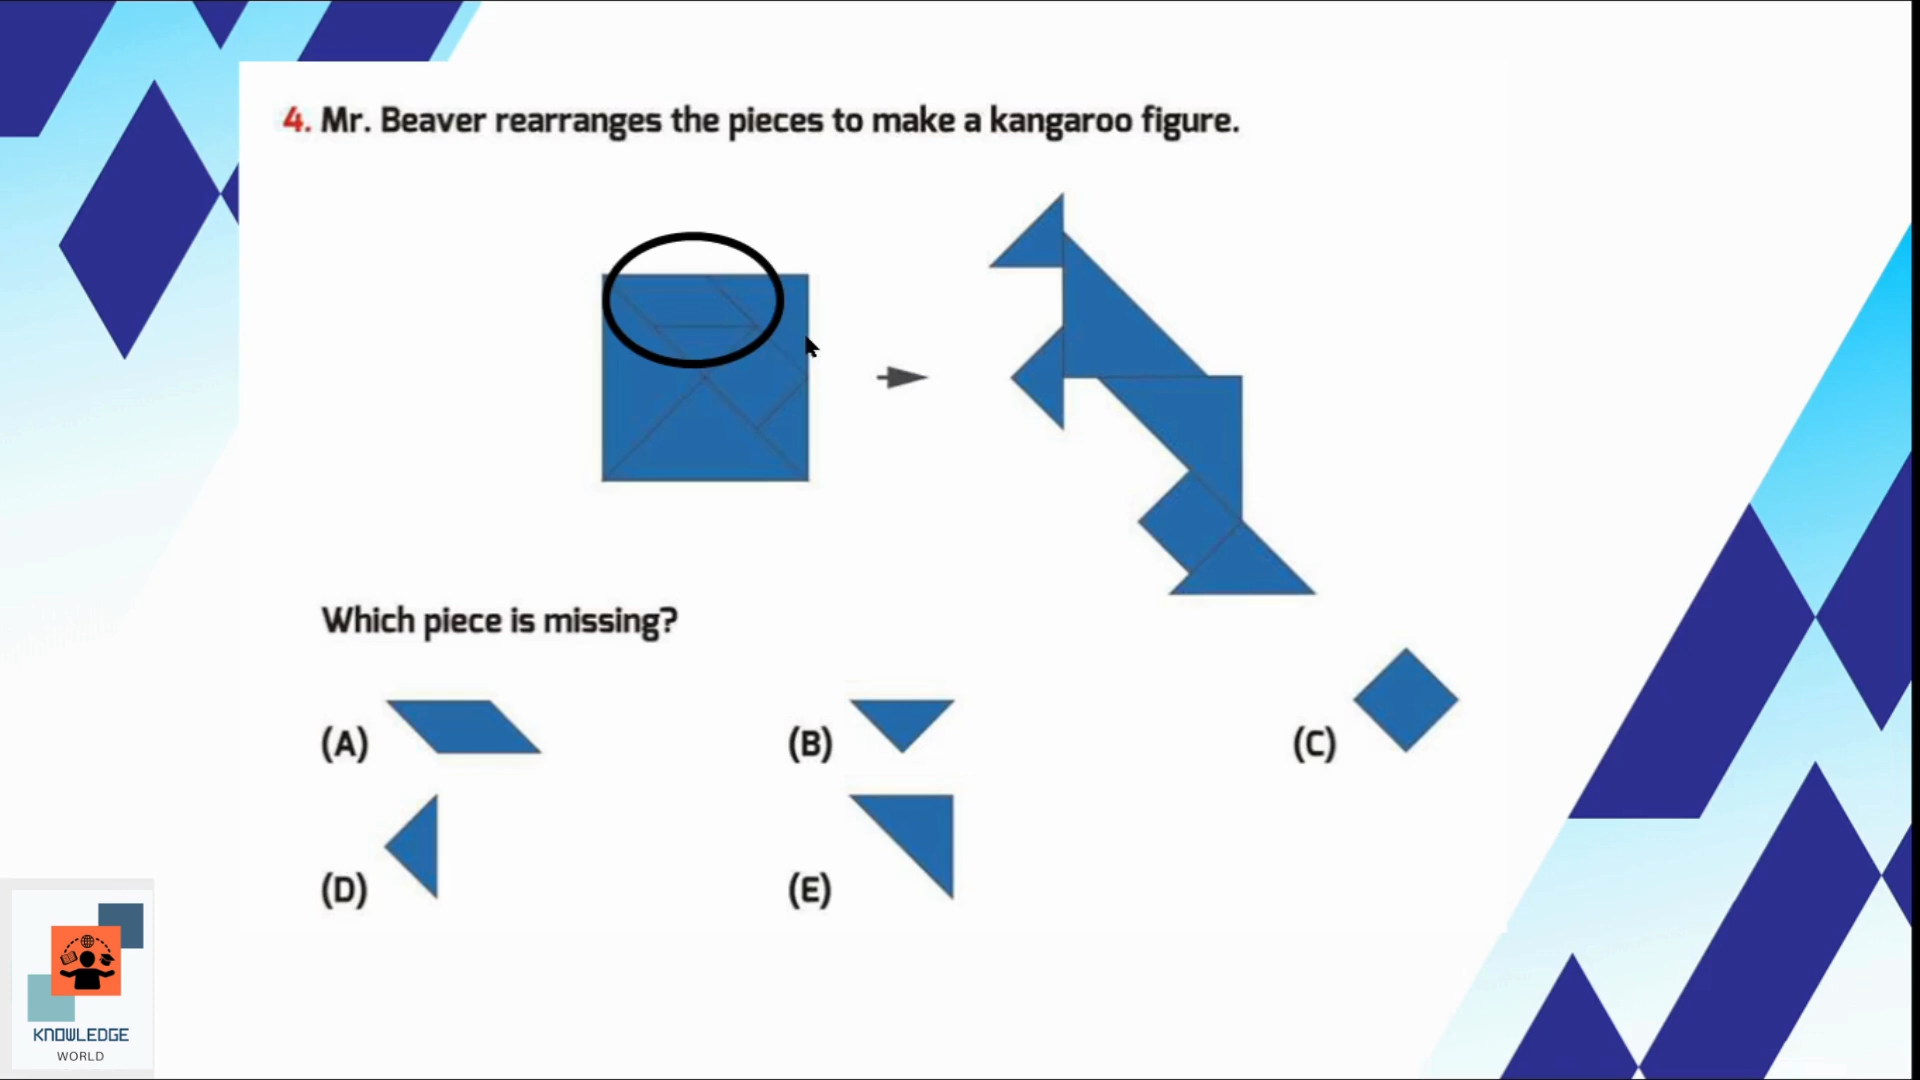 4. Mr. Beaver rearranges the pieces to make a kangaroo figure.
Which piece is missing?
(A)
(B)
(C)
(D)
(E)
KNOWLEDGE
WORLD